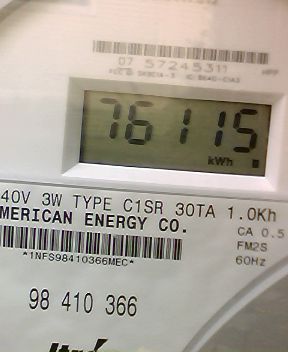 07 57245311
76115
kWh
40V 3W TYPE C1SR 30TA 1.0Kh
MERICAN ENERGY CO.
CA 0.5
FM2S
60Hz
*1NFS98410366MEC*
98 410 366